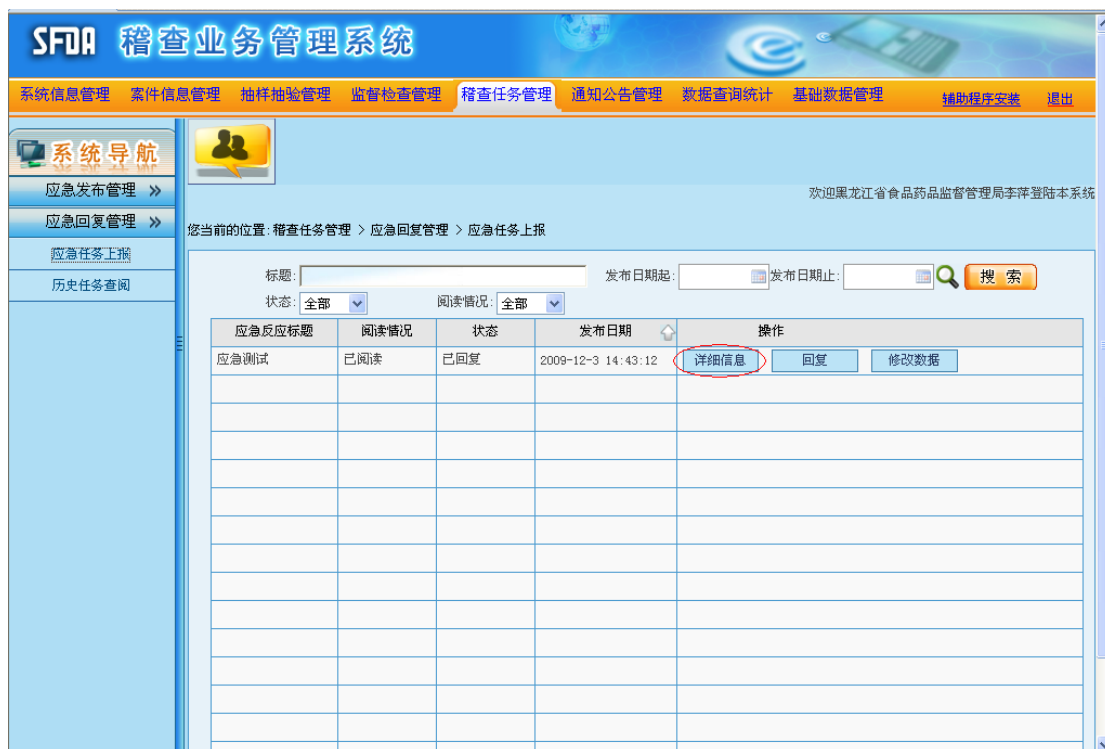 SFDA 稽查业务管理系统
系统信息管理 案件信息管理 抽样抽验管理 监督检查管理 稽查任务管理 通知公告管理 数据查询统计 基础数据管理 辅助程序安装 退出
系统导航
应急发布管理 »
应急回复管理 »
应急任务上报
历史任务查阅
欢迎黑龙江省食品药品监督管理局李萍登陆本系统
您当前的位置:稽查任务管理 > 应急回复管理 > 应急任务上报
标题: 发布日期起: 发布日期止: 搜 索
状态: 全部 阅读情况: 全部
应急反应标题 阅读情况 状态 发布日期 操作
应急测试 已阅读 已回复 2009-12-3 14:43:12 详细信息 回复 修改数据